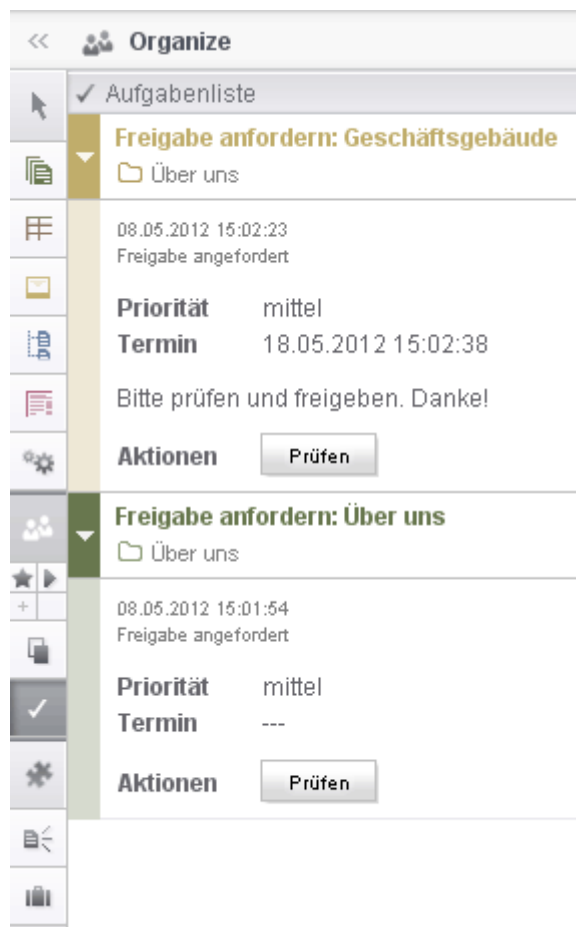 Organize
Aufgabenliste
Freigabe anfordern: Geschäftsgebäude
Über uns
08.05.2012 15:02:23
Freigabe angefordert
Priorität mittel
Termin 18.05.2012 15:02:38
Bitte prüfen und freigeben. Danke!
Aktionen Prüfen
Freigabe anfordern: Über uns
Über uns
08.05.2012 15:01:54
Freigabe angefordert
Priorität mittel
Termin ---
Aktionen Prüfen